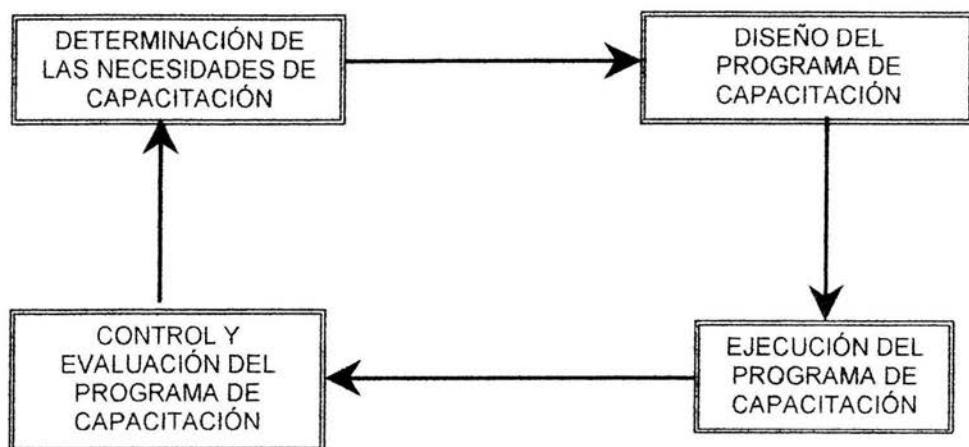 DETERMINACIÓN DE
LAS NECESIDADES DE
CAPACITACIÓN
DISEÑO DEL
PROGRAMA DE
CAPACITACIÓN
EJECUCIÓN DEL
PROGRAMA DE
CAPACITACIÓN
CONTROL Y
EVALUACIÓN DEL
PROGRAMA DE
CAPACITACIÓN